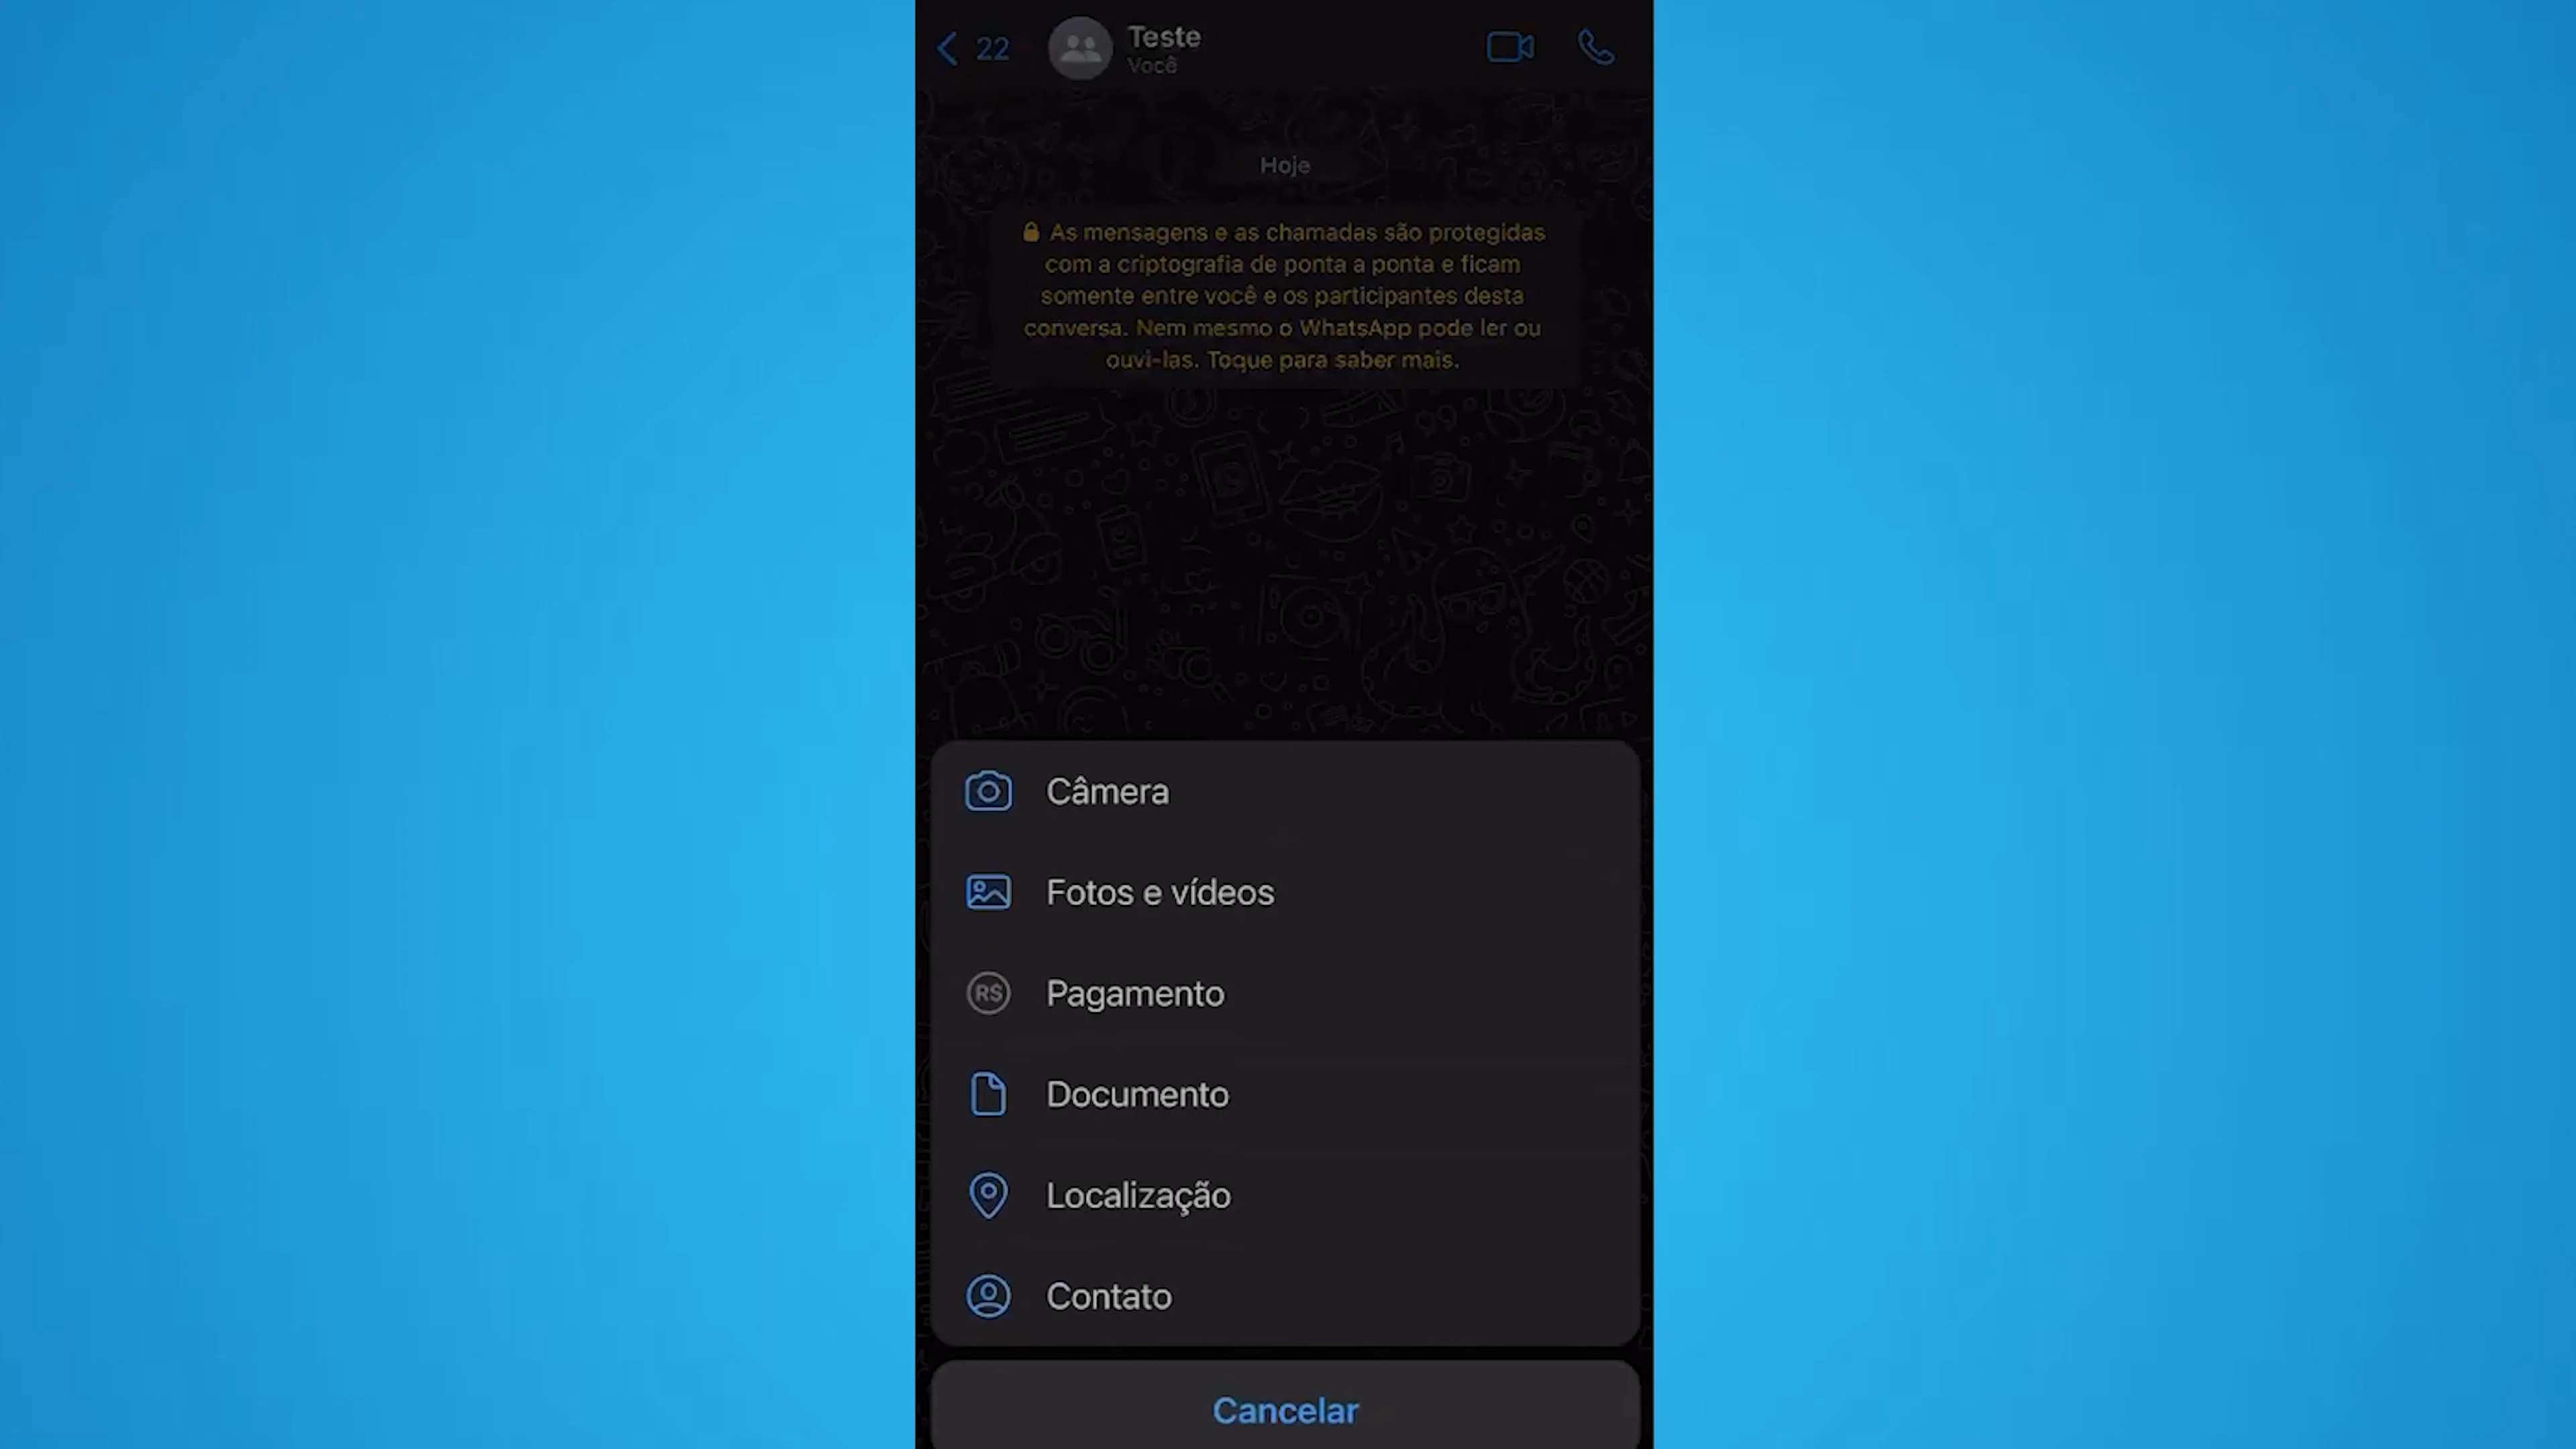 22
Teste
Você
Hoje
As mensagens e as chamadas são protegidas
com a criptografia de ponta a ponta e ficam
somente entre você e os participantes desta
conversa. Nem mesmo o WhatsApp pode ler ou
ouvi-las. Toque para saber mais.
Câmera
Fotos e vídeos
R$ Pagamento
Documento
Localização
Contato
Cancelar